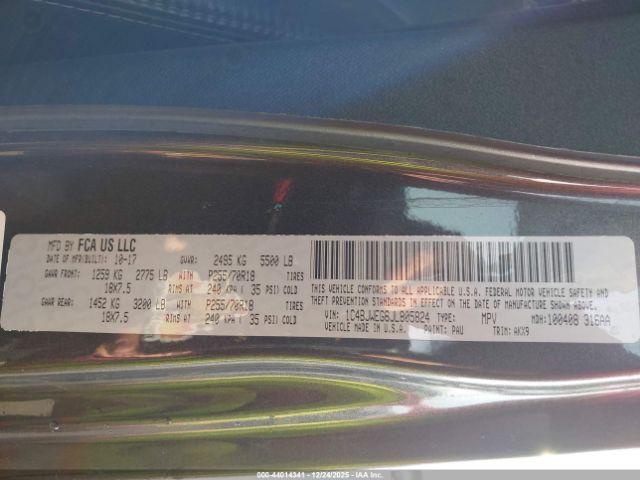 MFD BY FCA US LLC
DATE OF MFR(BUILT): 10-17 GVWR: 2495 KG 5500 LB
GAWR FRONT: 1259 KG 2775 LB WITH P255/70R18 TIRES
18X7.5 RIMS AT 240 KPA ( 35 PSI) COLD
GAWR REAR: 1452 KG 3200 LB WITH P255/70R18 TIRES
18X7.5 RIMS AT 240 KPA ( 35 PSI) COLD
THIS VEHICLE CONFORMS TO ALL APPLICABLE U.S.A. FEDERAL MOTOR VEHICLE SAFETY, BUMPER AND
THEFT PREVENTION STANDARDS IN EFFECT ON THE DATE OF MANUFACTURE SHOWN ABOVE.
VIN: 1C4BJWEG6JL805824 TYPE: MPV MDH: 100408 316AA
VEHICLE MADE IN U.S.A. PAINT: PAU TRIM: AKX9
000-44014341 - 12/24/2025 - IAAI.COM